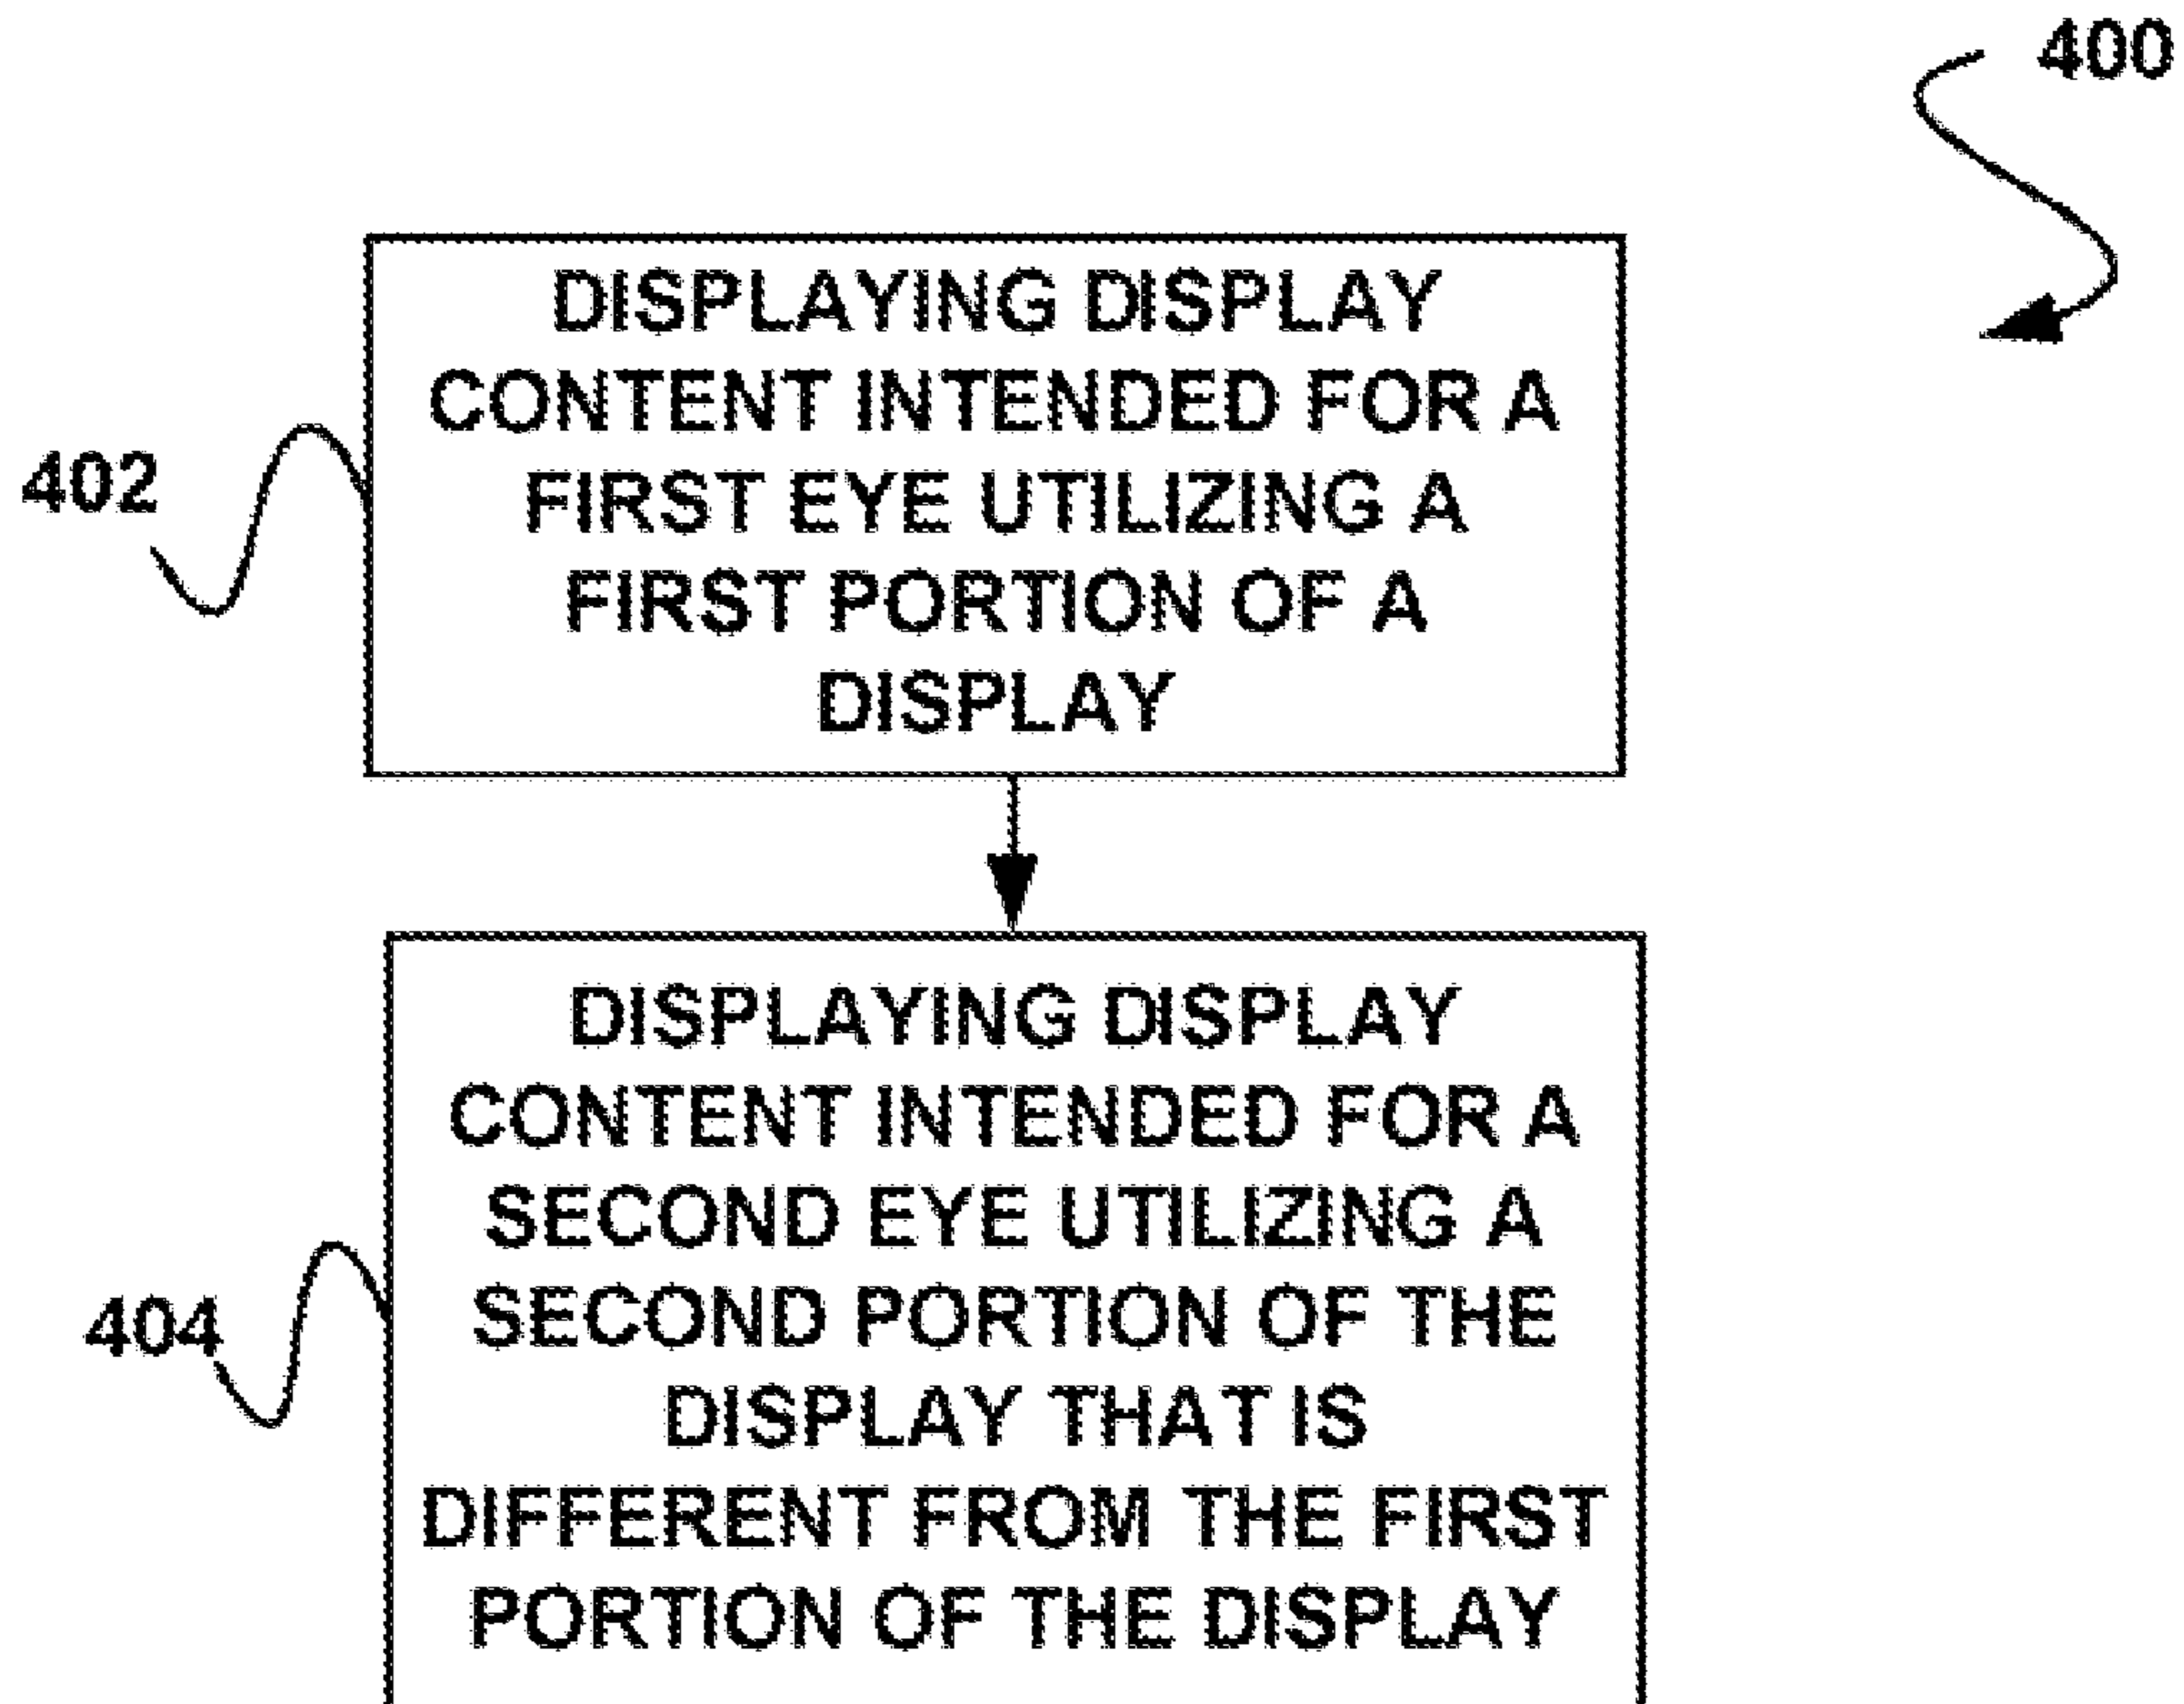 400
DISPLAYING DISPLAY
CONTENT INTENDED FOR A
FIRST EYE UTILIZING A
FIRST PORTION OF A
DISPLAY
402
DISPLAYING DISPLAY
CONTENT INTENDED FOR A
SECOND EYE UTILIZING A
SECOND PORTION OF THE
DISPLAY THAT IS
DIFFERENT FROM THE FIRST
PORTION OF THE DISPLAY
404